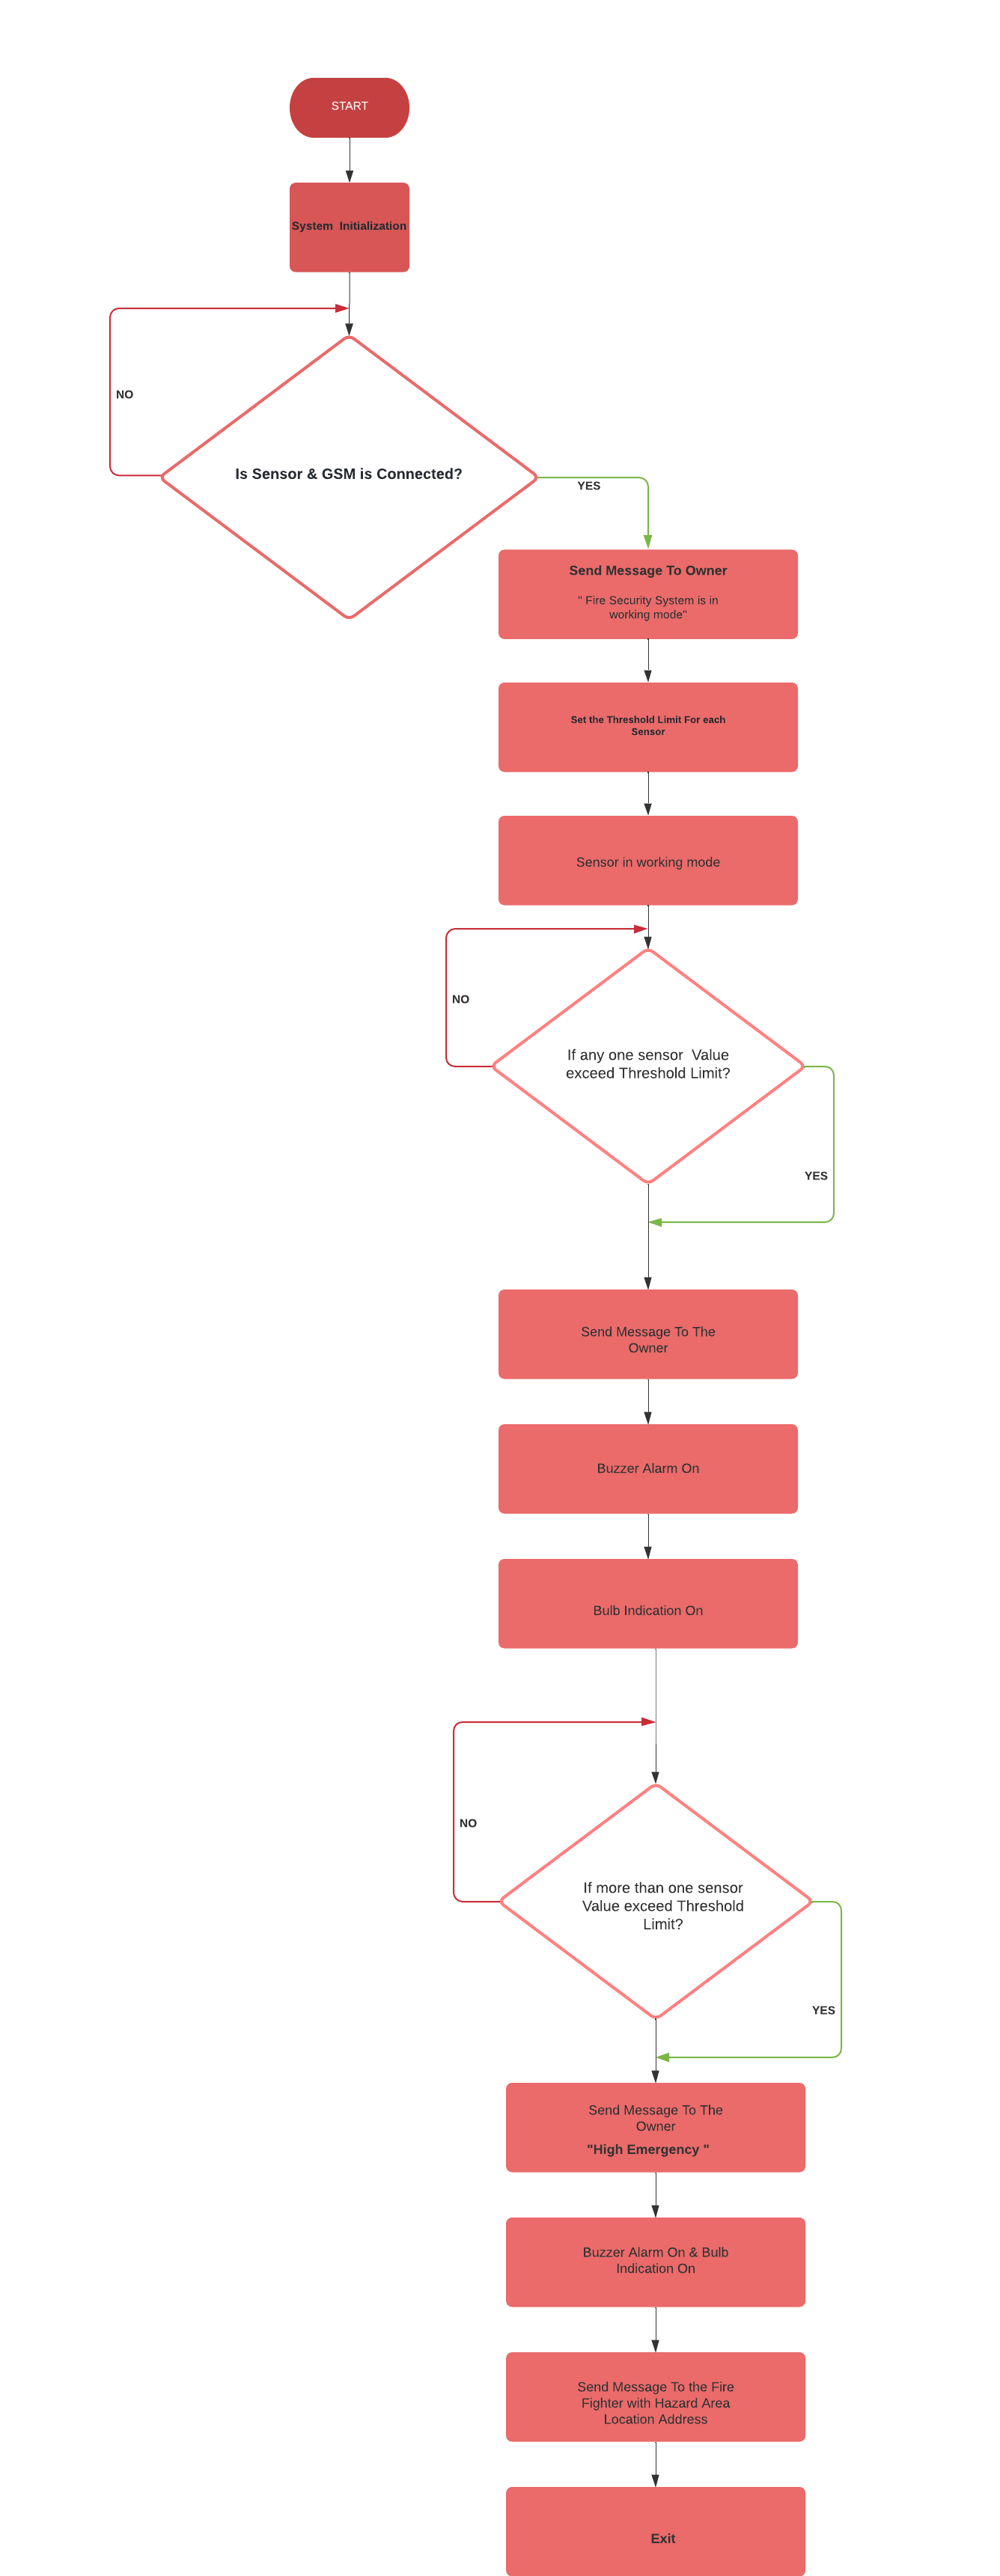 START
System  Initialization
NO
Is Sensor & GSM is Connected?
YES
Send Message To Owner
" Fire Security System is in
working mode"
Set the Threshold Limit For each
Sensor
Sensor in working mode
NO
If any one sensor  Value
exceed Threshold Limit?
YES
Send Message To The
Owner
Buzzer Alarm On
Bulb Indication On
NO
If more than one sensor
Value exceed Threshold
Limit?
YES
Send Message To The
Owner
"High Emergency "
Buzzer Alarm On & Bulb
Indication On
Send Message To the Fire
Fighter with Hazard Area
Location Address
Exit